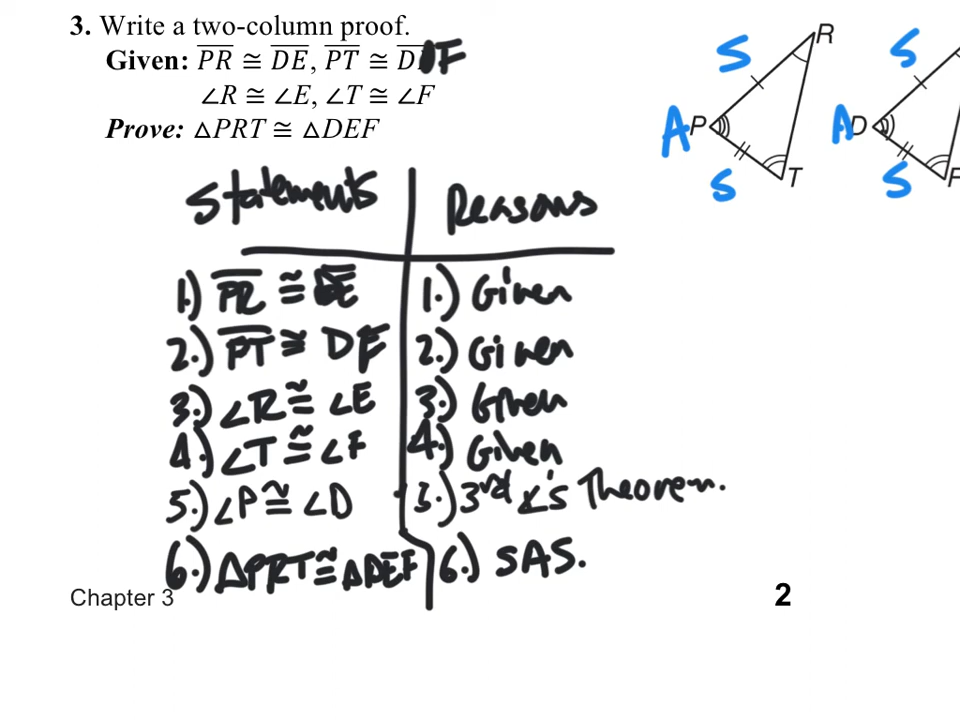 3. Write a two-column proof.
Given: PR ≅ DE, PT ≅ DF
∠R ≅ ∠E, ∠T ≅ ∠F
Prove: △PRT ≅ △DEF
S R S
A P A D
S T S F
Statements Reasons
1.) PR ≅ DE 1.) Given
2.) PT ≅ DF 2.) Given
3.) ∠R ≅ ∠E 3.) Given
4.) ∠T ≅ ∠F 4.) Given
5.) ∠P ≅ ∠D 5.) 3rd ∠'s Theorem.
6.) △PRT ≅ △DEF 6.) SAS.
Chapter 3 2